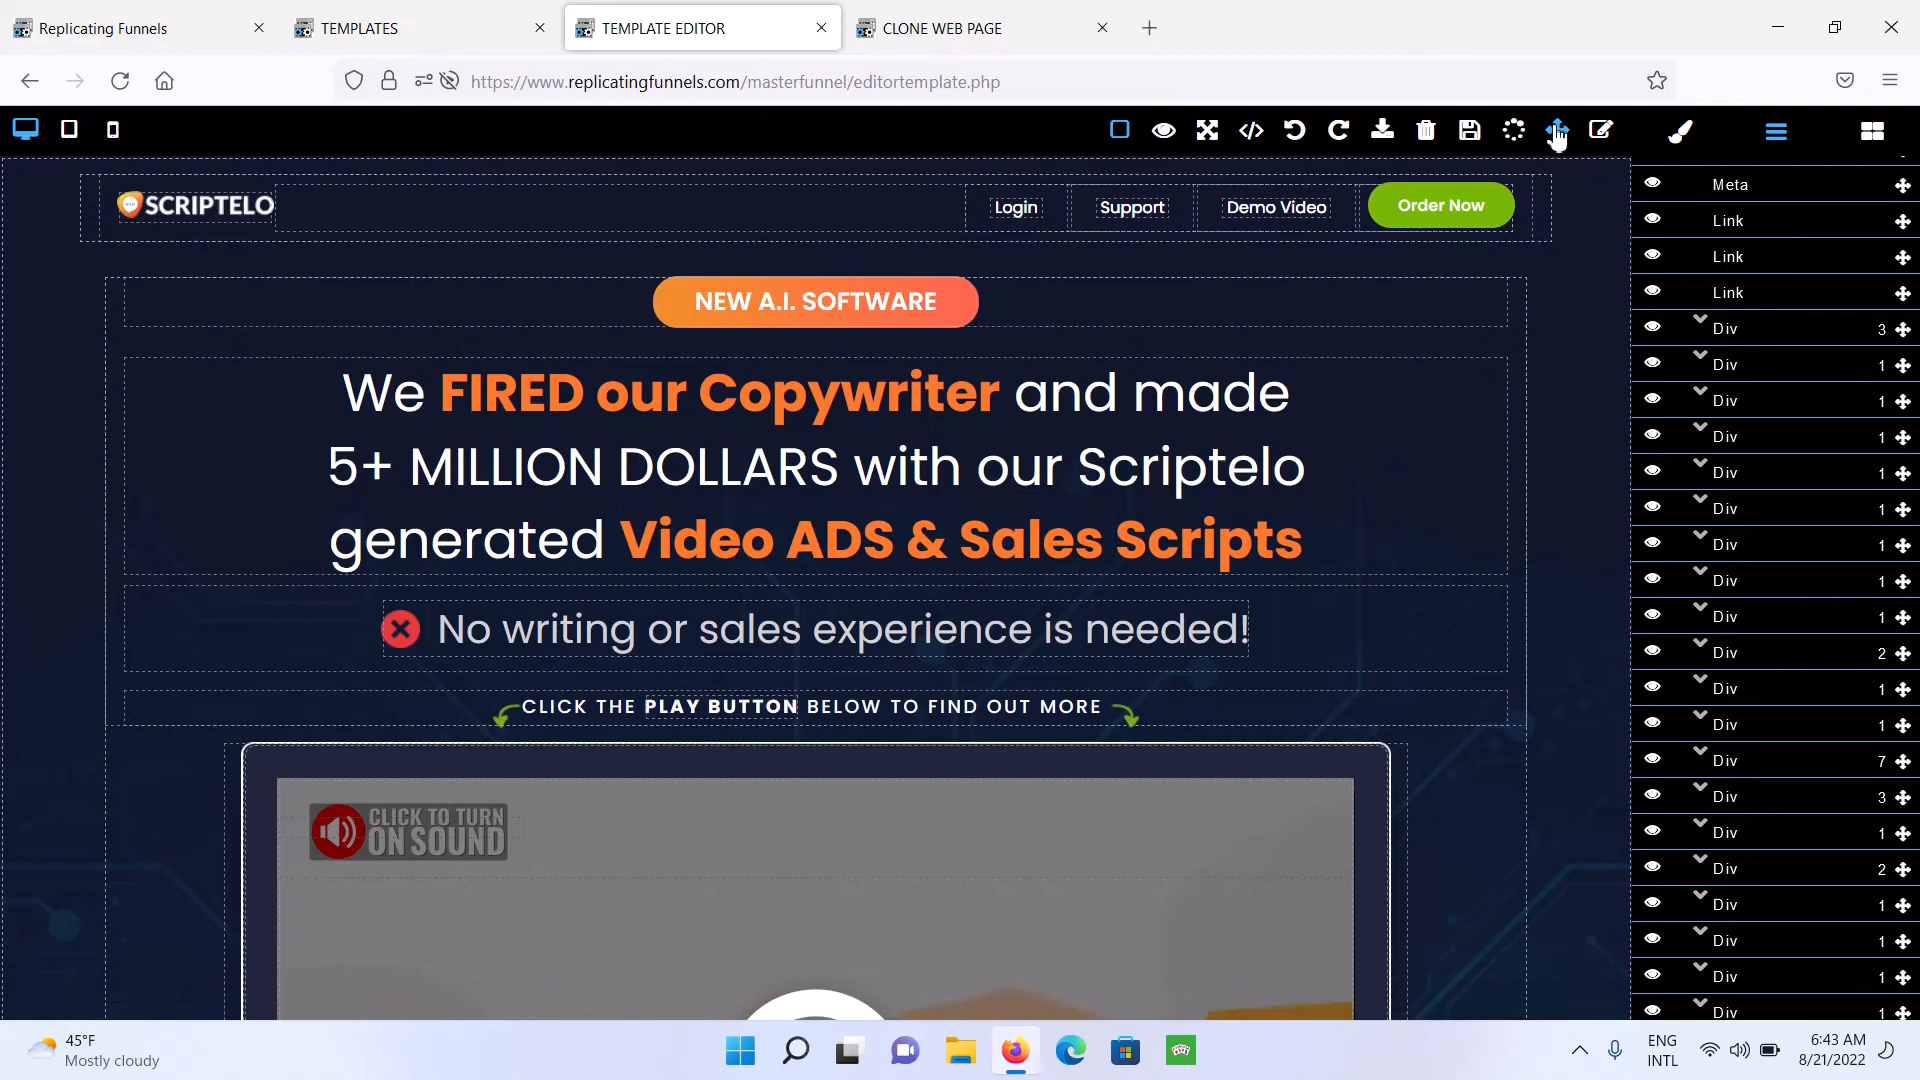 Replicating Funnels
TEMPLATES
TEMPLATE EDITOR
CLONE WEB PAGE
https://www.replicatingfunnels.com/masterfunnel/editortemplate.php
SCRIPTELO
Login
Support
Demo Video
Order Now
NEW A.I. SOFTWARE
We FIRED our Copywriter and made
5+ MILLION DOLLARS with our Scriptelo
generated Video ADS & Sales Scripts
No writing or sales experience is needed!
CLICK THE PLAY BUTTON BELOW TO FIND OUT MORE
CLICK TO TURN
ON SOUND
Meta
Link
Link
Link
Div 3
Div 1
Div 1
Div 1
Div 1
Div 1
Div 1
Div 1
Div 1
Div 2
Div 1
Div 1
Div 7
Div 3
Div 1
Div 2
Div 1
Div 1
Div 1
Div 1
45°F
Mostly cloudy
ENG
INTL
6:43 AM
8/21/2022